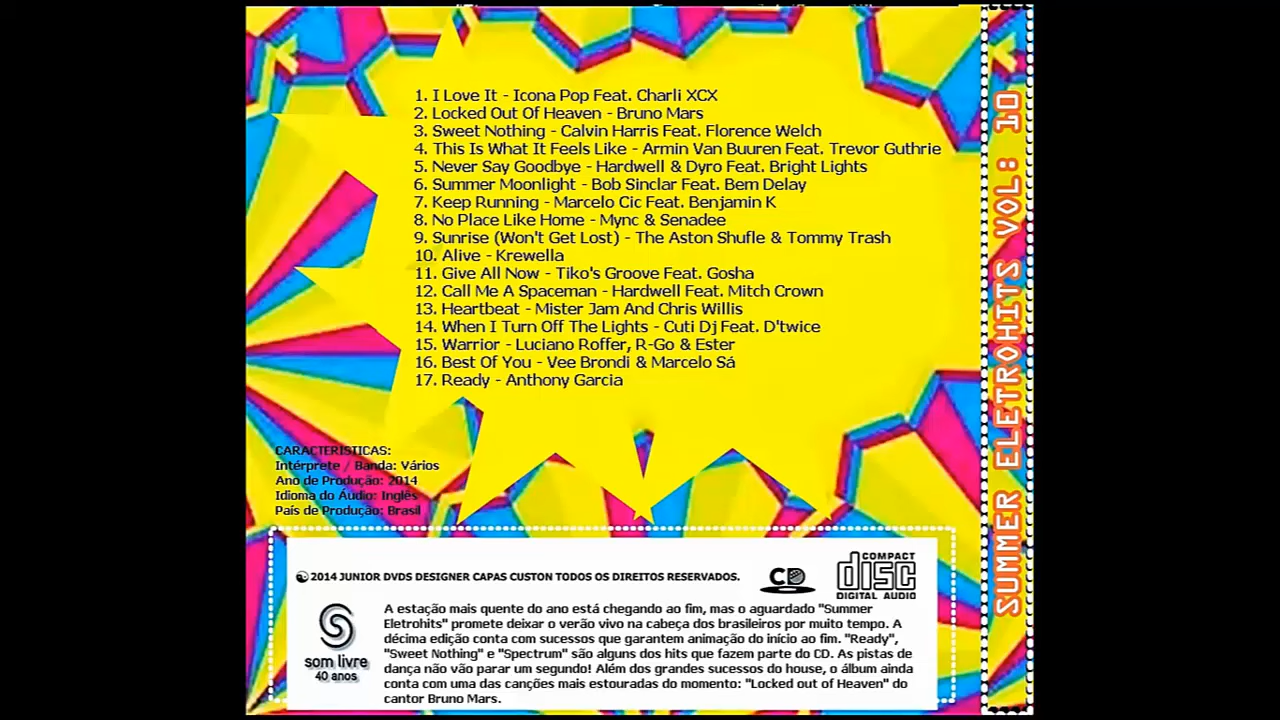 1. I Love It - Icona Pop Feat. Charli XCX
2. Locked Out Of Heaven - Bruno Mars
3. Sweet Nothing - Calvin Harris Feat. Florence Welch
4. This Is What It Feels Like - Armin Van Buuren Feat. Trevor Guthrie
5. Never Say Goodbye - Hardwell & Dyro Feat. Bright Lights
6. Summer Moonlight - Bob Sinclar Feat. Bem Delay
7. Keep Running - Marcelo Cic Feat. Benjamin K
8. No Place Like Home - Mync & Senadee
9. Sunrise (Won't Get Lost) - The Aston Shufle & Tommy Trash
10. Alive - Krewella
11. Give All Now - Tiko's Groove Feat. Gosha
12. Call Me A Spaceman - Hardwell Feat. Mitch Crown
13. Heartbeat - Mister Jam And Chris Willis
14. When I Turn Off The Lights - Cuti Dj Feat. D'twice
15. Warrior - Luciano Roffer, R-Go & Ester
16. Best Of You - Vee Brondi & Marcelo Sá
17. Ready - Anthony Garcia
CARACTERÍSTICAS:
Intérprete / Banda: Vários
Ano de Produção: 2014
Idioma do Áudio: Inglês
País de Produção: Brasil
2014 JUNIOR DVDS DESIGNER CAPAS CUSTON TODOS OS DIREITOS RESERVADOS.
CD
COMPACT
disc
DIGITAL AUDIO
som livre
40 anos
A estação mais quente do ano está chegando ao fim, mas o aguardado "Summer
Eletrohits" promete deixar o verão vivo na cabeça dos brasileiros por muito tempo. A
décima edição conta com sucessos que garantem animação do início ao fim. "Ready",
"Sweet Nothing" e "Spectrum" são alguns dos hits que fazem parte do CD. As pistas de
dança não vão parar um segundo! Além dos grandes sucessos do house, o álbum ainda
conta com uma das canções mais estouradas do momento: "Locked out of Heaven" do
cantor Bruno Mars.
SUMMER ELETROHITS VOL: 10